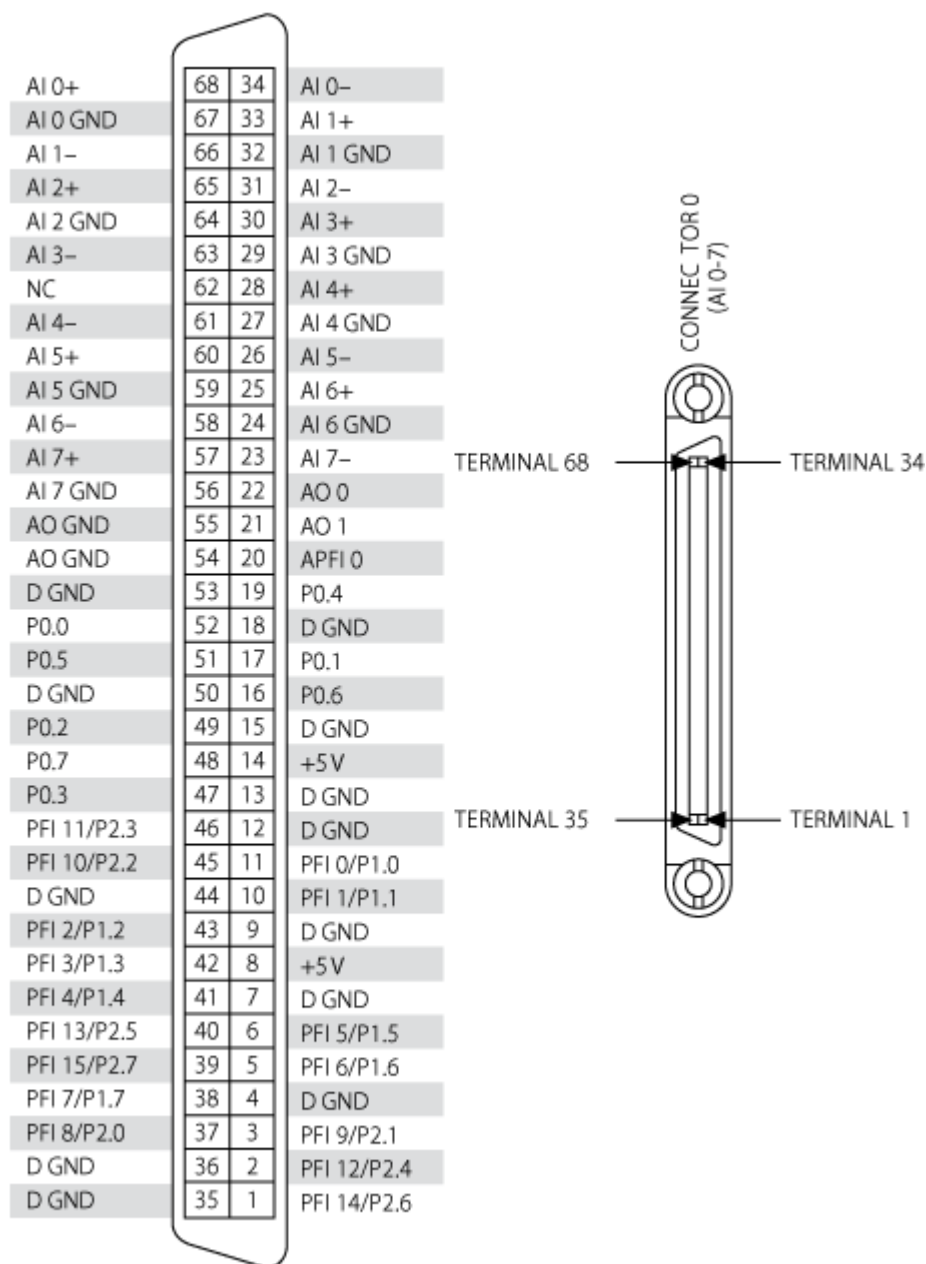 AI 0+ 68 34 AI 0–
AI 0 GND 67 33 AI 1+
AI 1– 66 32 AI 1 GND
AI 2+ 65 31 AI 2–
AI 2 GND 64 30 AI 3+
AI 3– 63 29 AI 3 GND
NC 62 28 AI 4+
AI 4– 61 27 AI 4 GND
AI 5+ 60 26 AI 5–
AI 5 GND 59 25 AI 6+
AI 6– 58 24 AI 6 GND
AI 7+ 57 23 AI 7–
AI 7 GND 56 22 AO 0
AO GND 55 21 AO 1
AO GND 54 20 APFI 0
D GND 53 19 P0.4
P0.0 52 18 D GND
P0.5 51 17 P0.1
D GND 50 16 P0.6
P0.2 49 15 D GND
P0.7 48 14 +5 V
P0.3 47 13 D GND
PFI 11/P2.3 46 12 D GND
PFI 10/P2.2 45 11 PFI 0/P1.0
D GND 44 10 PFI 1/P1.1
PFI 2/P1.2 43 9 D GND
PFI 3/P1.3 42 8 +5 V
PFI 4/P1.4 41 7 D GND
PFI 13/P2.5 40 6 PFI 5/P1.5
PFI 15/P2.7 39 5 PFI 6/P1.6
PFI 7/P1.7 38 4 D GND
PFI 8/P2.0 37 3 PFI 9/P2.1
D GND 36 2 PFI 12/P2.4
D GND 35 1 PFI 14/P2.6
CONNEC TOR 0
(AI 0-7)
TERMINAL 68 TERMINAL 34
TERMINAL 35 TERMINAL 1